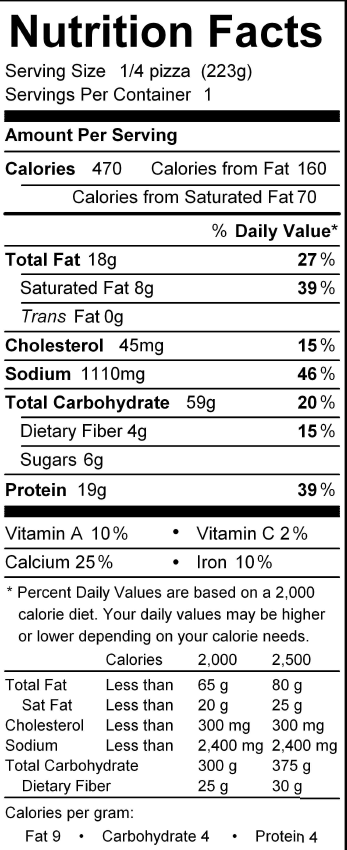 Nutrition Facts
Serving Size 1/4 pizza (223g)
Servings Per Container 1
Amount Per Serving
Calories 470 Calories from Fat 160
Calories from Saturated Fat 70
% Daily Value*
Total Fat 18g 27%
Saturated Fat 8g 39%
Trans Fat 0g
Cholesterol 45mg 15%
Sodium 1110mg 46%
Total Carbohydrate 59g 20%
Dietary Fiber 4g 15%
Sugars 6g
Protein 19g 39%
Vitamin A 10% • Vitamin C 2%
Calcium 25% • Iron 10%
* Percent Daily Values are based on a 2,000
calorie diet. Your daily values may be higher
or lower depending on your calorie needs.
Calories 2,000 2,500
Total Fat Less than 65 g 80 g
Sat Fat Less than 20 g 25 g
Cholesterol Less than 300 mg 300 mg
Sodium Less than 2,400 mg 2,400 mg
Total Carbohydrate 300 g 375 g
Dietary Fiber 25 g 30 g
Calories per gram:
Fat 9 • Carbohydrate 4 • Protein 4